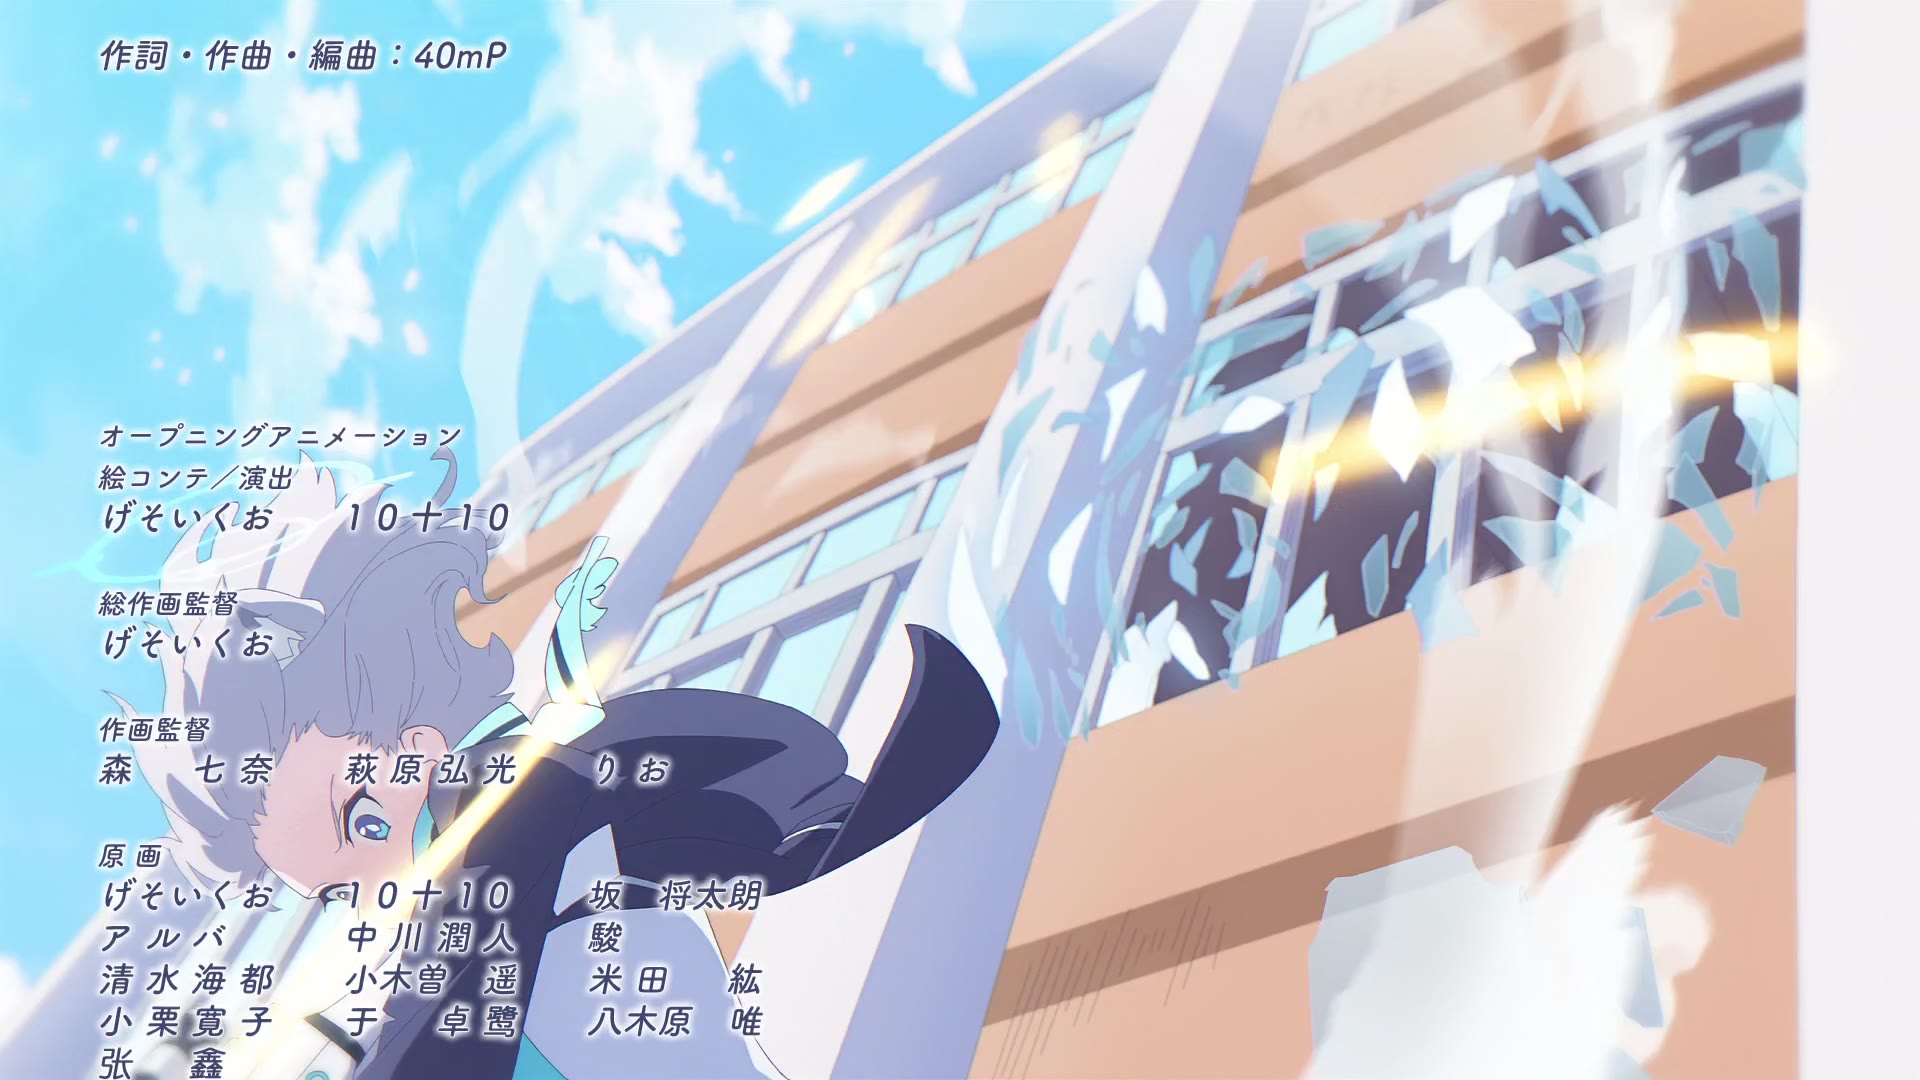 作詞・作曲・編曲：40mP
オープニングアニメーション
絵コンテ／演出
げそいくお 10十10
総作画監督
げそいくお
作画監督
森 七奈 萩原弘光 りお
原画
げそいくお 10十10 坂 将太朗
アルバ 中川潤人 駿
清水海都 小木曽 遥 米田 紘
小栗寛子 于 卓鹭 八木原 唯
张 鑫